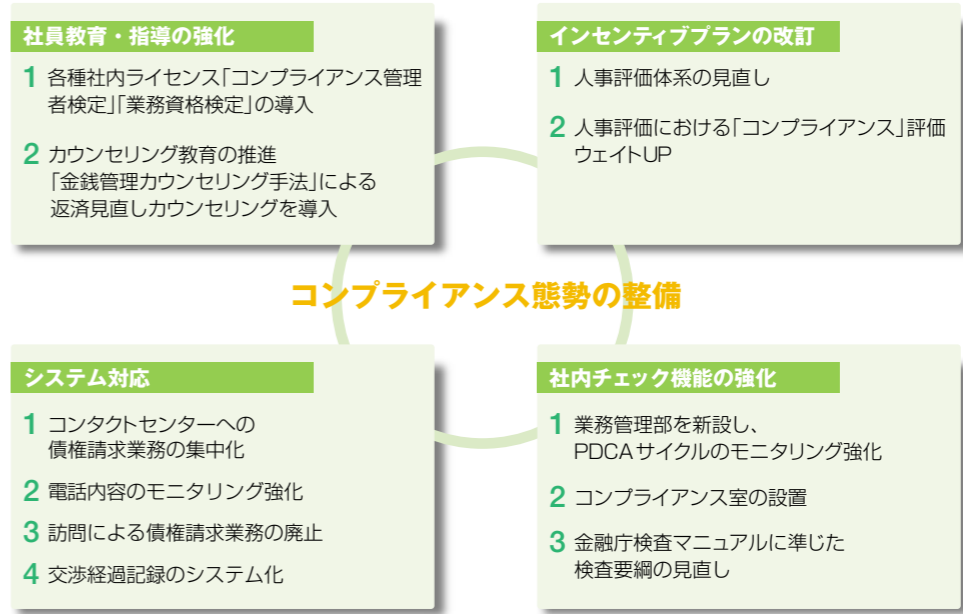 社員教育・指導の強化
1 各種社内ライセンス「コンプライアンス管理
者検定」「業務資格検定」の導入
2 カウンセリング教育の推進
「金銭管理カウンセリング手法」による
返済見直しカウンセリングを導入
インセンティブプランの改訂
1 人事評価体系の見直し
2 人事評価における「コンプライアンス」評価
ウェイトUP
コンプライアンス態勢の整備
システム対応
1 コンタクトセンターへの
債権請求業務の集中化
2 電話内容のモニタリング強化
3 訪問による債権請求業務の廃止
4 交渉経過記録のシステム化
社内チェック機能の強化
1 業務管理部を新設し、
PDCAサイクルのモニタリング強化
2 コンプライアンス室の設置
3 金融庁検査マニュアルに準じた
検査要綱の見直し